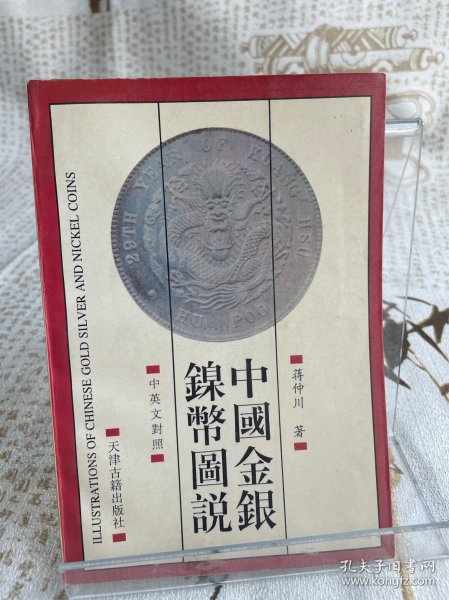 中國金銀
鎳幣圖説
蔣仲川 著
中英文對照
天津古籍出版社
ILLUSTRATIONS OF CHINESE GOLD SILVER AND NICKEL COINS
29TH YEAR OF KUANG HSU
HU POO
孔夫子旧书网
www.kongfz.com